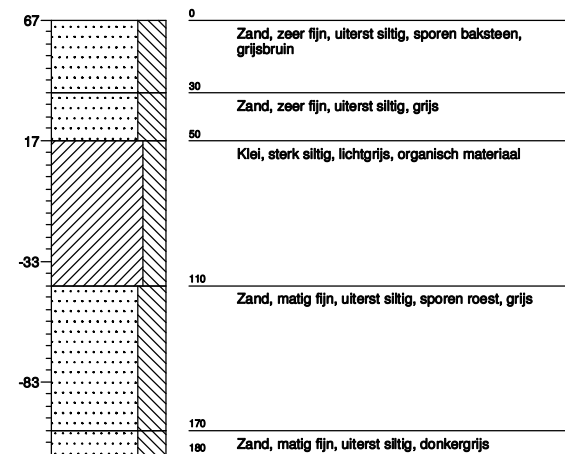 67
0
Zand, zeer fijn, uiterst siltig, sporen baksteen,
grijsbruin
30
Zand, zeer fijn, uiterst siltig, grijs
17
50
Klei, sterk siltig, lichtgrijs, organisch materiaal
-33
110
Zand, matig fijn, uiterst siltig, sporen roest, grijs
-83
170
180
Zand, matig fijn, uiterst siltig, donkergrijs